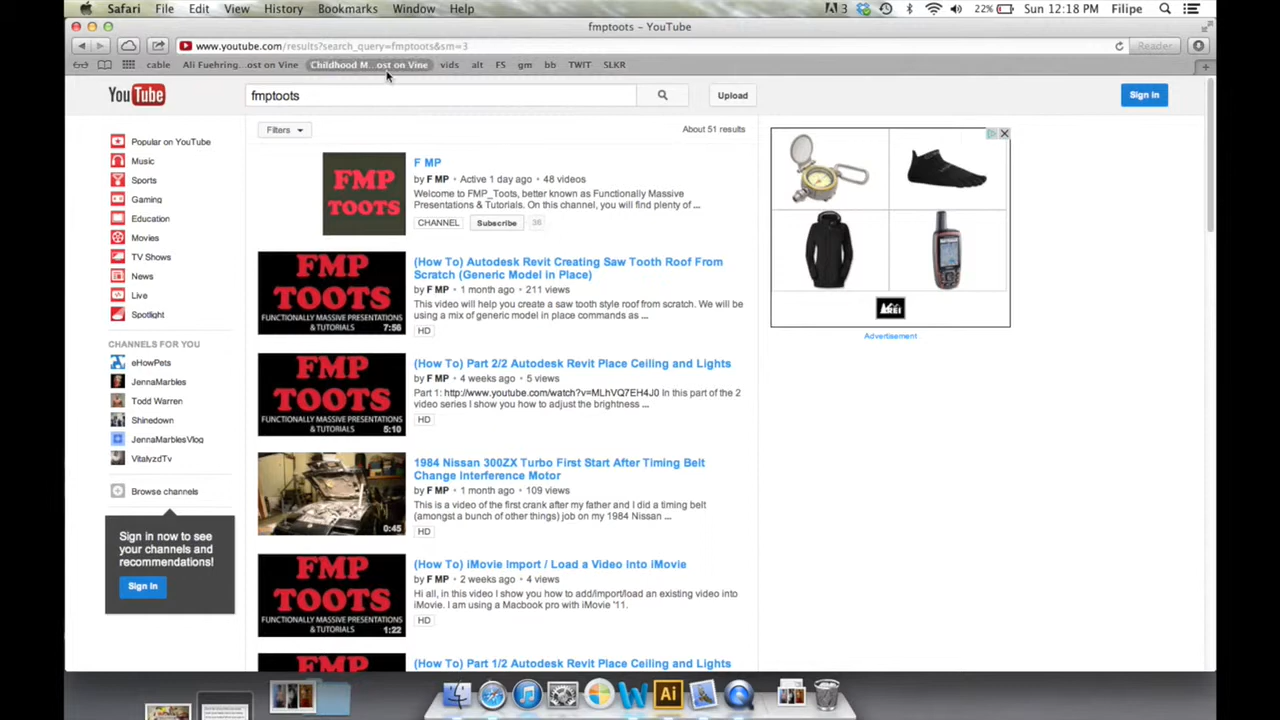 Safari File Edit View History Bookmarks Window Help
3 22% Sun 12:18 PM Filipe
fmptoots – YouTube
www.youtube.com/results?search_query=fmptoots&sm=3
Reader
cable Ali Fuehring...ost on Vine Childhood M...ost on Vine vids alt FS gm bb TWIT SLKR
YouTube
fmptoots
Upload
Sign In
Popular on YouTube
Music
Sports
Gaming
Education
Movies
TV Shows
News
Live
Spotlight
CHANNELS FOR YOU
eHowPets
JennaMarbles
Todd Warren
Shinedown
JennaMarblesVlog
VitalyzdTv
Browse channels
Sign in now to see
your channels and
recommendations!
Sign In
Filters
About 51 results
FMP
TOOTS
F MP
by F MP • Active 1 day ago • 48 videos
Welcome to FMP_Toots, better known as Functionally Massive
Presentations & Tutorials. On this channel, you will find plenty of ...
CHANNEL Subscribe 36
FMP
TOOTS
FUNCTIONALLY MASSIVE PRESENTATIONS
& TUTORIALS
7:56
(How To) Autodesk Revit Creating Saw Tooth Roof From
Scratch (Generic Model in Place)
by F MP • 1 month ago • 211 views
This video will help you create a saw tooth style roof from scratch. We will be
using a mix of generic model in place commands as ...
HD
FMP
TOOTS
FUNCTIONALLY MASSIVE PRESENTATIONS
& TUTORIALS
5:10
(How To) Part 2/2 Autodesk Revit Place Ceiling and Lights
by F MP • 4 weeks ago • 5 views
Part 1: http://www.youtube.com/watch?v=MLhVQ7EH4J0 In this part of the 2
video series I show you how to adjust the brightness ...
HD
0:45
1984 Nissan 300ZX Turbo First Start After Timing Belt
Change Interference Motor
by F MP • 1 month ago • 109 views
This is a video of the first crank after my father and I did a timing belt
(amongst a bunch of other things) job on my 1984 Nissan ...
HD
FMP
TOOTS
FUNCTIONALLY MASSIVE PRESENTATIONS
& TUTORIALS
1:22
(How To) iMovie Import / Load a Video into iMovie
by F MP • 2 weeks ago • 4 views
Hi all, in this video I show you how to add/import/load an existing video into
iMovie. I am using a Macbook pro with iMovie '11.
HD
FMP
(How To) Part 1/2 Autodesk Revit Place Ceiling and Lights
REI
Advertisement
Ai